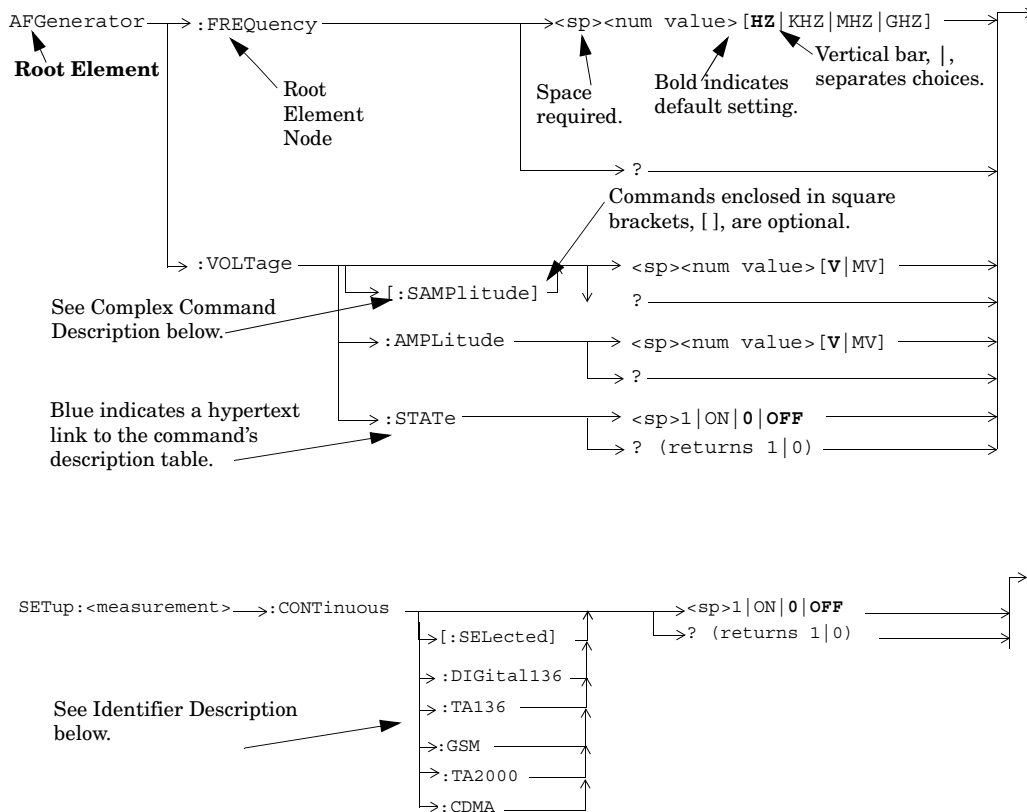 AFGenerator :FREQuency <sp><num value>[HZ|KHZ|MHZ|GHZ]
Root Element
Root
Element
Node
Space
required.
Bold indicates
default setting.
Vertical bar, |,
separates choices.
?
Commands enclosed in square
brackets, [ ], are optional.
:VOLTage <sp><num value>[V|MV]
[:SAMPlitude] ?
See Complex Command
Description below.
:AMPLitude <sp><num value>[V|MV]
?
Blue indicates a hypertext
link to the command's
description table.
:STATe <sp>1|ON|0|OFF
? (returns 1|0)
SETup:<measurement> :CONTinuous <sp>1|ON|0|OFF
[:SELected] ? (returns 1|0)
:DIGital136
:TA136
See Identifier Description
below.
:GSM
:TA2000
:CDMA